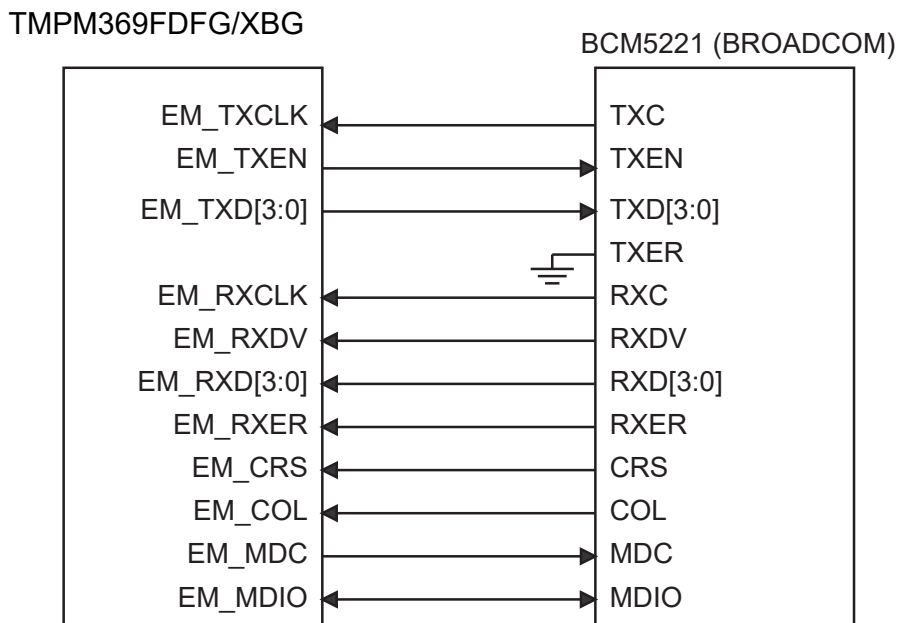 TMPM369FDFG/XBG
BCM5221 (BROADCOM)
EM_TXCLK TXC
EM_TXEN TXEN
EM_TXD[3:0] TXD[3:0]
TXER
EM_RXCLK RXC
EM_RXDV RXDV
EM_RXD[3:0] RXD[3:0]
EM_RXER RXER
EM_CRS CRS
EM_COL COL
EM_MDC MDC
EM_MDIO MDIO